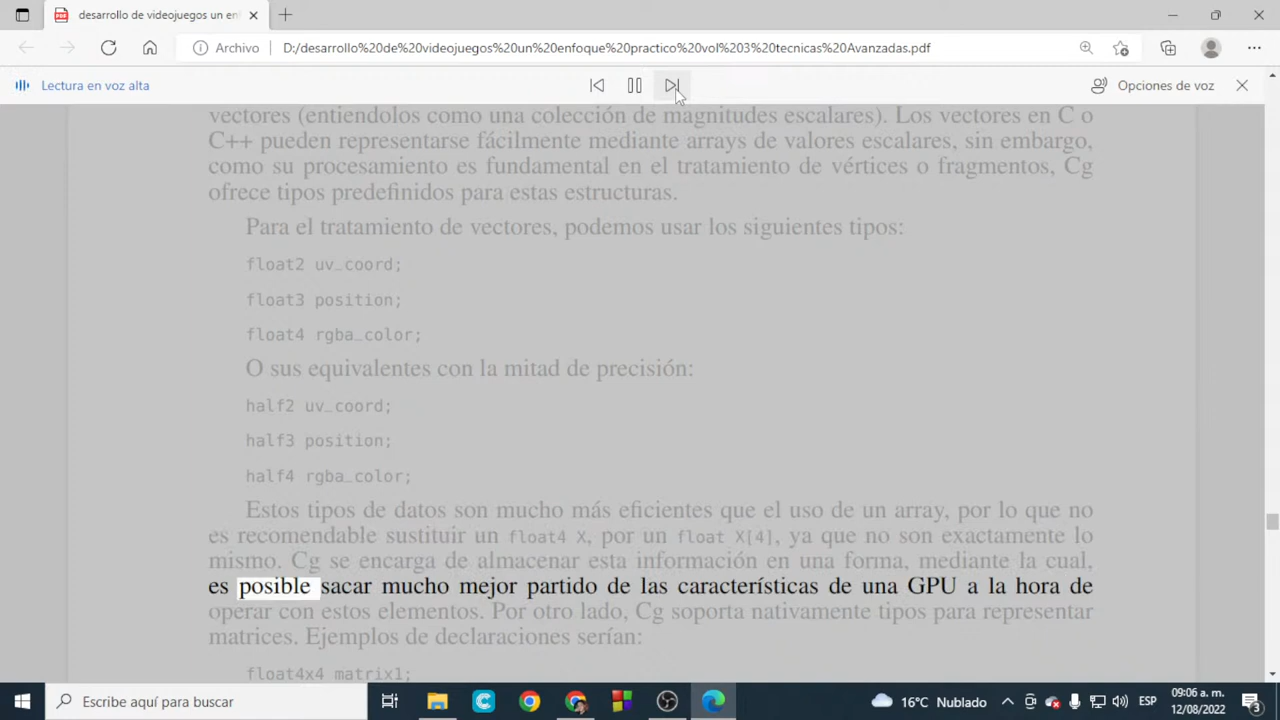 desarrollo de videojuegos un en
Archivo
D:/desarrollo%20de%20videojuegos%20un%20enfoque%20practico%20vol%203%20tecnicas%20Avanzadas.pdf
Lectura en voz alta
Opciones de voz
vectores (entiendolos como una colección de magnitudes escalares). Los vectores en C o
C++ pueden representarse fácilmente mediante arrays de valores escalares, sin embargo,
como su procesamiento es fundamental en el tratamiento de vértices o fragmentos, Cg
ofrece tipos predefinidos para estas estructuras.
Para el tratamiento de vectores, podemos usar los siguientes tipos:
float2 uv_coord;
float3 position;
float4 rgba_color;
O sus equivalentes con la mitad de precisión:
half2 uv_coord;
half3 position;
half4 rgba_color;
Estos tipos de datos son mucho más eficientes que el uso de un array, por lo que no
es recomendable sustituir un float4 X, por un float X[4], ya que no son exactamente lo
mismo. Cg se encarga de almacenar esta información en una forma, mediante la cual,
es posible sacar mucho mejor partido de las características de una GPU a la hora de
operar con estos elementos. Por otro lado, Cg soporta nativamente tipos para representar
matrices. Ejemplos de declaraciones serían:
float4x4 matrix1;
Escribe aquí para buscar
16°C Nublado
ESP
09:06 a. m.
12/08/2022
3